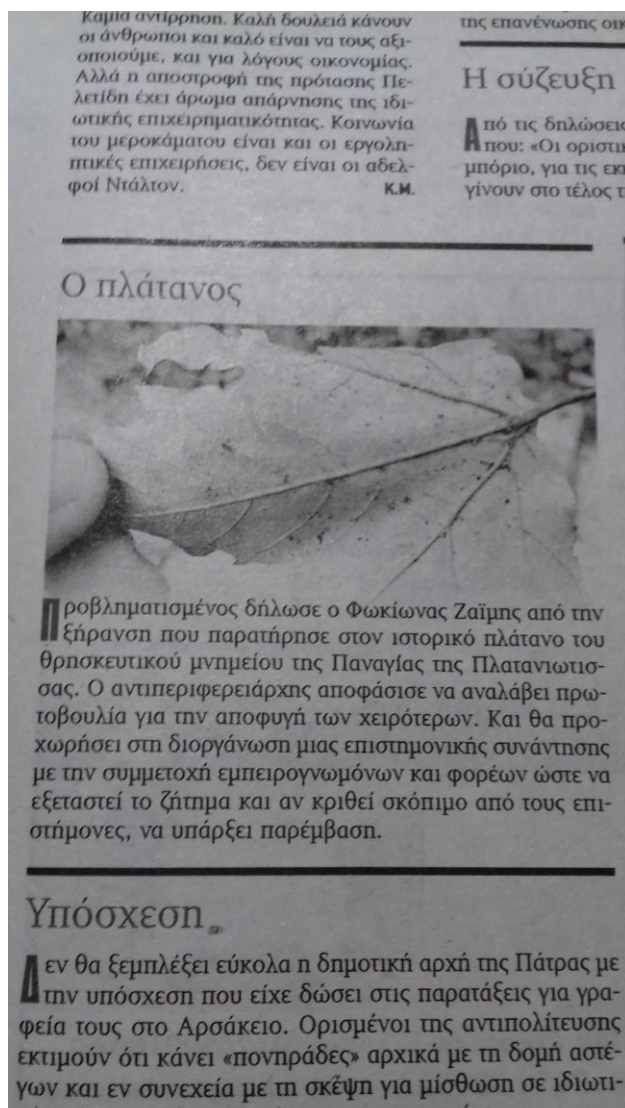 Καμία αντίρρηση. Καλή δουλειά κάνουν
οι άνθρωποι και καλό είναι να τους αξι-
οποιούμε, και για λόγους οικονομίας.
Αλλά η αποστροφή της πρότασης Πε-
λετίδη έχει άρωμα απάρνησης της ιδι-
ωτικής επιχειρηματικότητας. Κοινωνία
του μεροκάματου είναι και οι εργολη-
πτικές επιχειρήσεις, δεν είναι οι αδελ-
φοί Ντάλτον.
Κ.Μ.
Ο πλάτανος
Προβληματισμένος δήλωσε ο Φωκίωνας Ζαΐμης από την
ξήρανση που παρατήρησε στον ιστορικό πλάτανο του
θρησκευτικού μνημείου της Παναγίας της Πλατανιωτισ-
σας. Ο αντιπεριφερειάρχης αποφάσισε να αναλάβει πρω-
τοβουλία για την αποφυγή των χειρότερων. Και θα προ-
χωρήσει στη διοργάνωση μιας επιστημονικής συνάντησης
με την συμμετοχή εμπειρογνωμόνων και φορέων ώστε να
εξεταστεί το ζήτημα και αν κριθεί σκόπιμο από τους επι-
στήμονες, να υπάρξει παρέμβαση.
Υπόσχεση
Δεν θα ξεμπλέξει εύκολα η δημοτική αρχή της Πάτρας με
την υπόσχεση που είχε δώσει στις παρατάξεις για γρα-
φεία τους στο Αρσάκειο. Ορισμένοι της αντιπολίτευσης
εκτιμούν ότι κάνει «πονηράδες» αρχικά με τη δομή αστέ-
γων και εν συνεχεία με τη σκέψη για μίσθωση σε ιδιωτι-
της επανένωσης
Η σύζευξη
Από τις δηλώσεις
που: «Οι
μπόριο, για τις
γίνουν στο τέλος